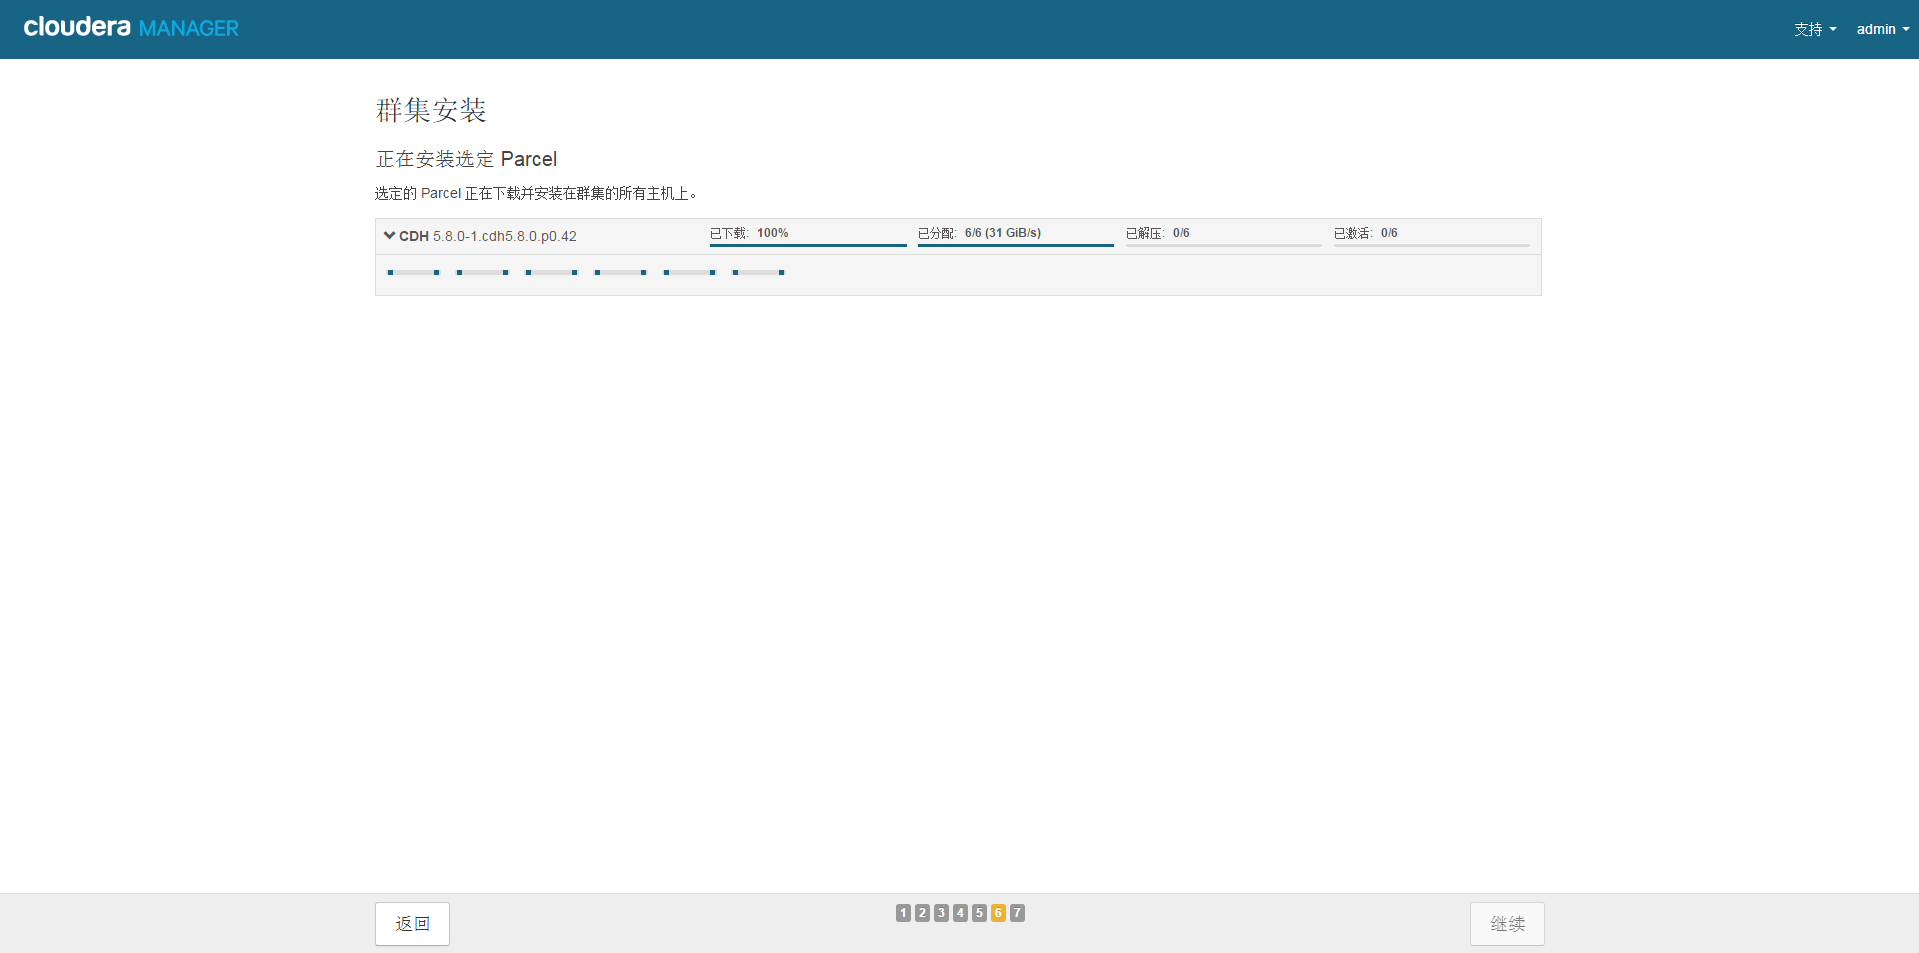 cloudera MANAGER
支持 admin
群集安装
正在安装选定 Parcel
选定的 Parcel 正在下载并安装在群集的所有主机上。
CDH 5.8.0-1.cdh5.8.0.p0.42 已下载: 100% 已分配: 6/6 (31 GiB/s) 已解压: 0/6 已激活: 0/6
返回 1 2 3 4 5 6 7 继续